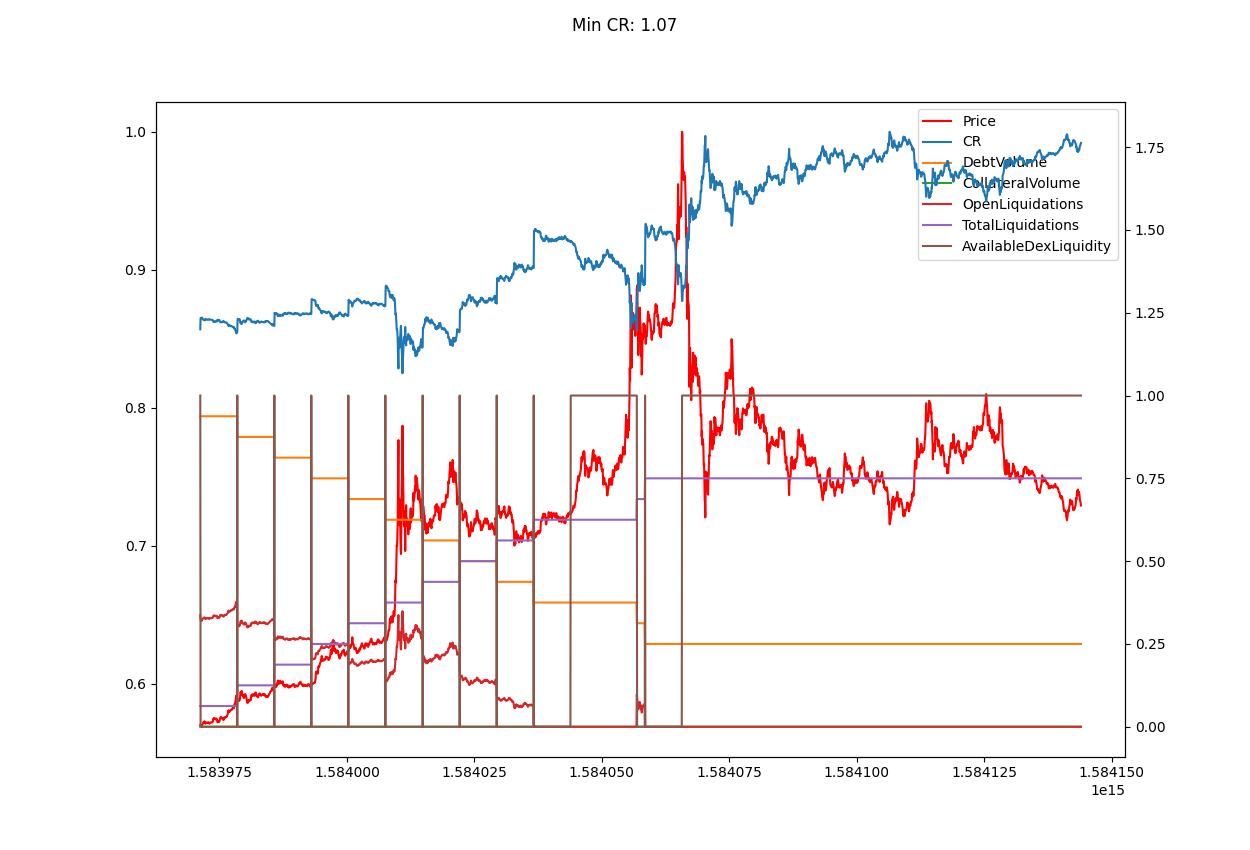 Min CR: 1.07
1.0
0.9
0.8
0.7
0.6
Price
CR
DebtVolume
CollateralVolume
OpenLiquidations
TotalLiquidations
AvailableDexLiquidity
1.75
1.50
1.25
1.00
0.75
0.50
0.25
0.00
1.583975 1.584000 1.584025 1.584050 1.584075 1.584100 1.584125 1.584150
1e15